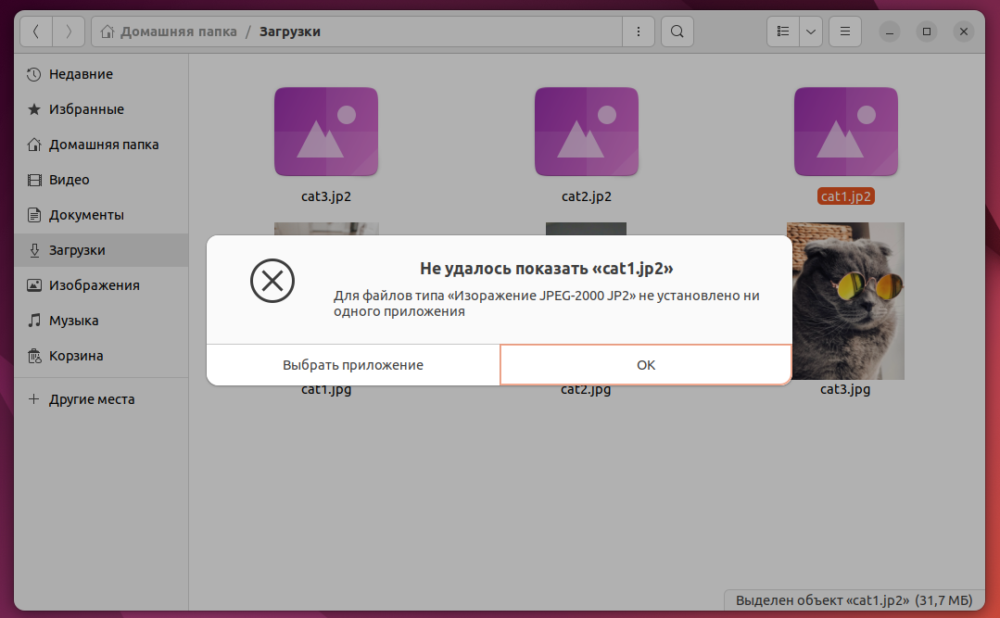 Домашняя папка / Загрузки
Недавние
Избранные
Домашняя папка
Видео
Документы
Загрузки
Изображения
Музыка
Корзина
Другие места
cat3.jp2
cat2.jp2
cat1.jp2
Не удалось показать «cat1.jp2»
Для файлов типа «Изоражение JPEG-2000 JP2» не установлено ни
одного приложения
Выбрать приложение
ОК
cat1.jpg
cat2.jpg
cat3.jpg
Выделен объект «cat1.jp2» (31,7 МБ)